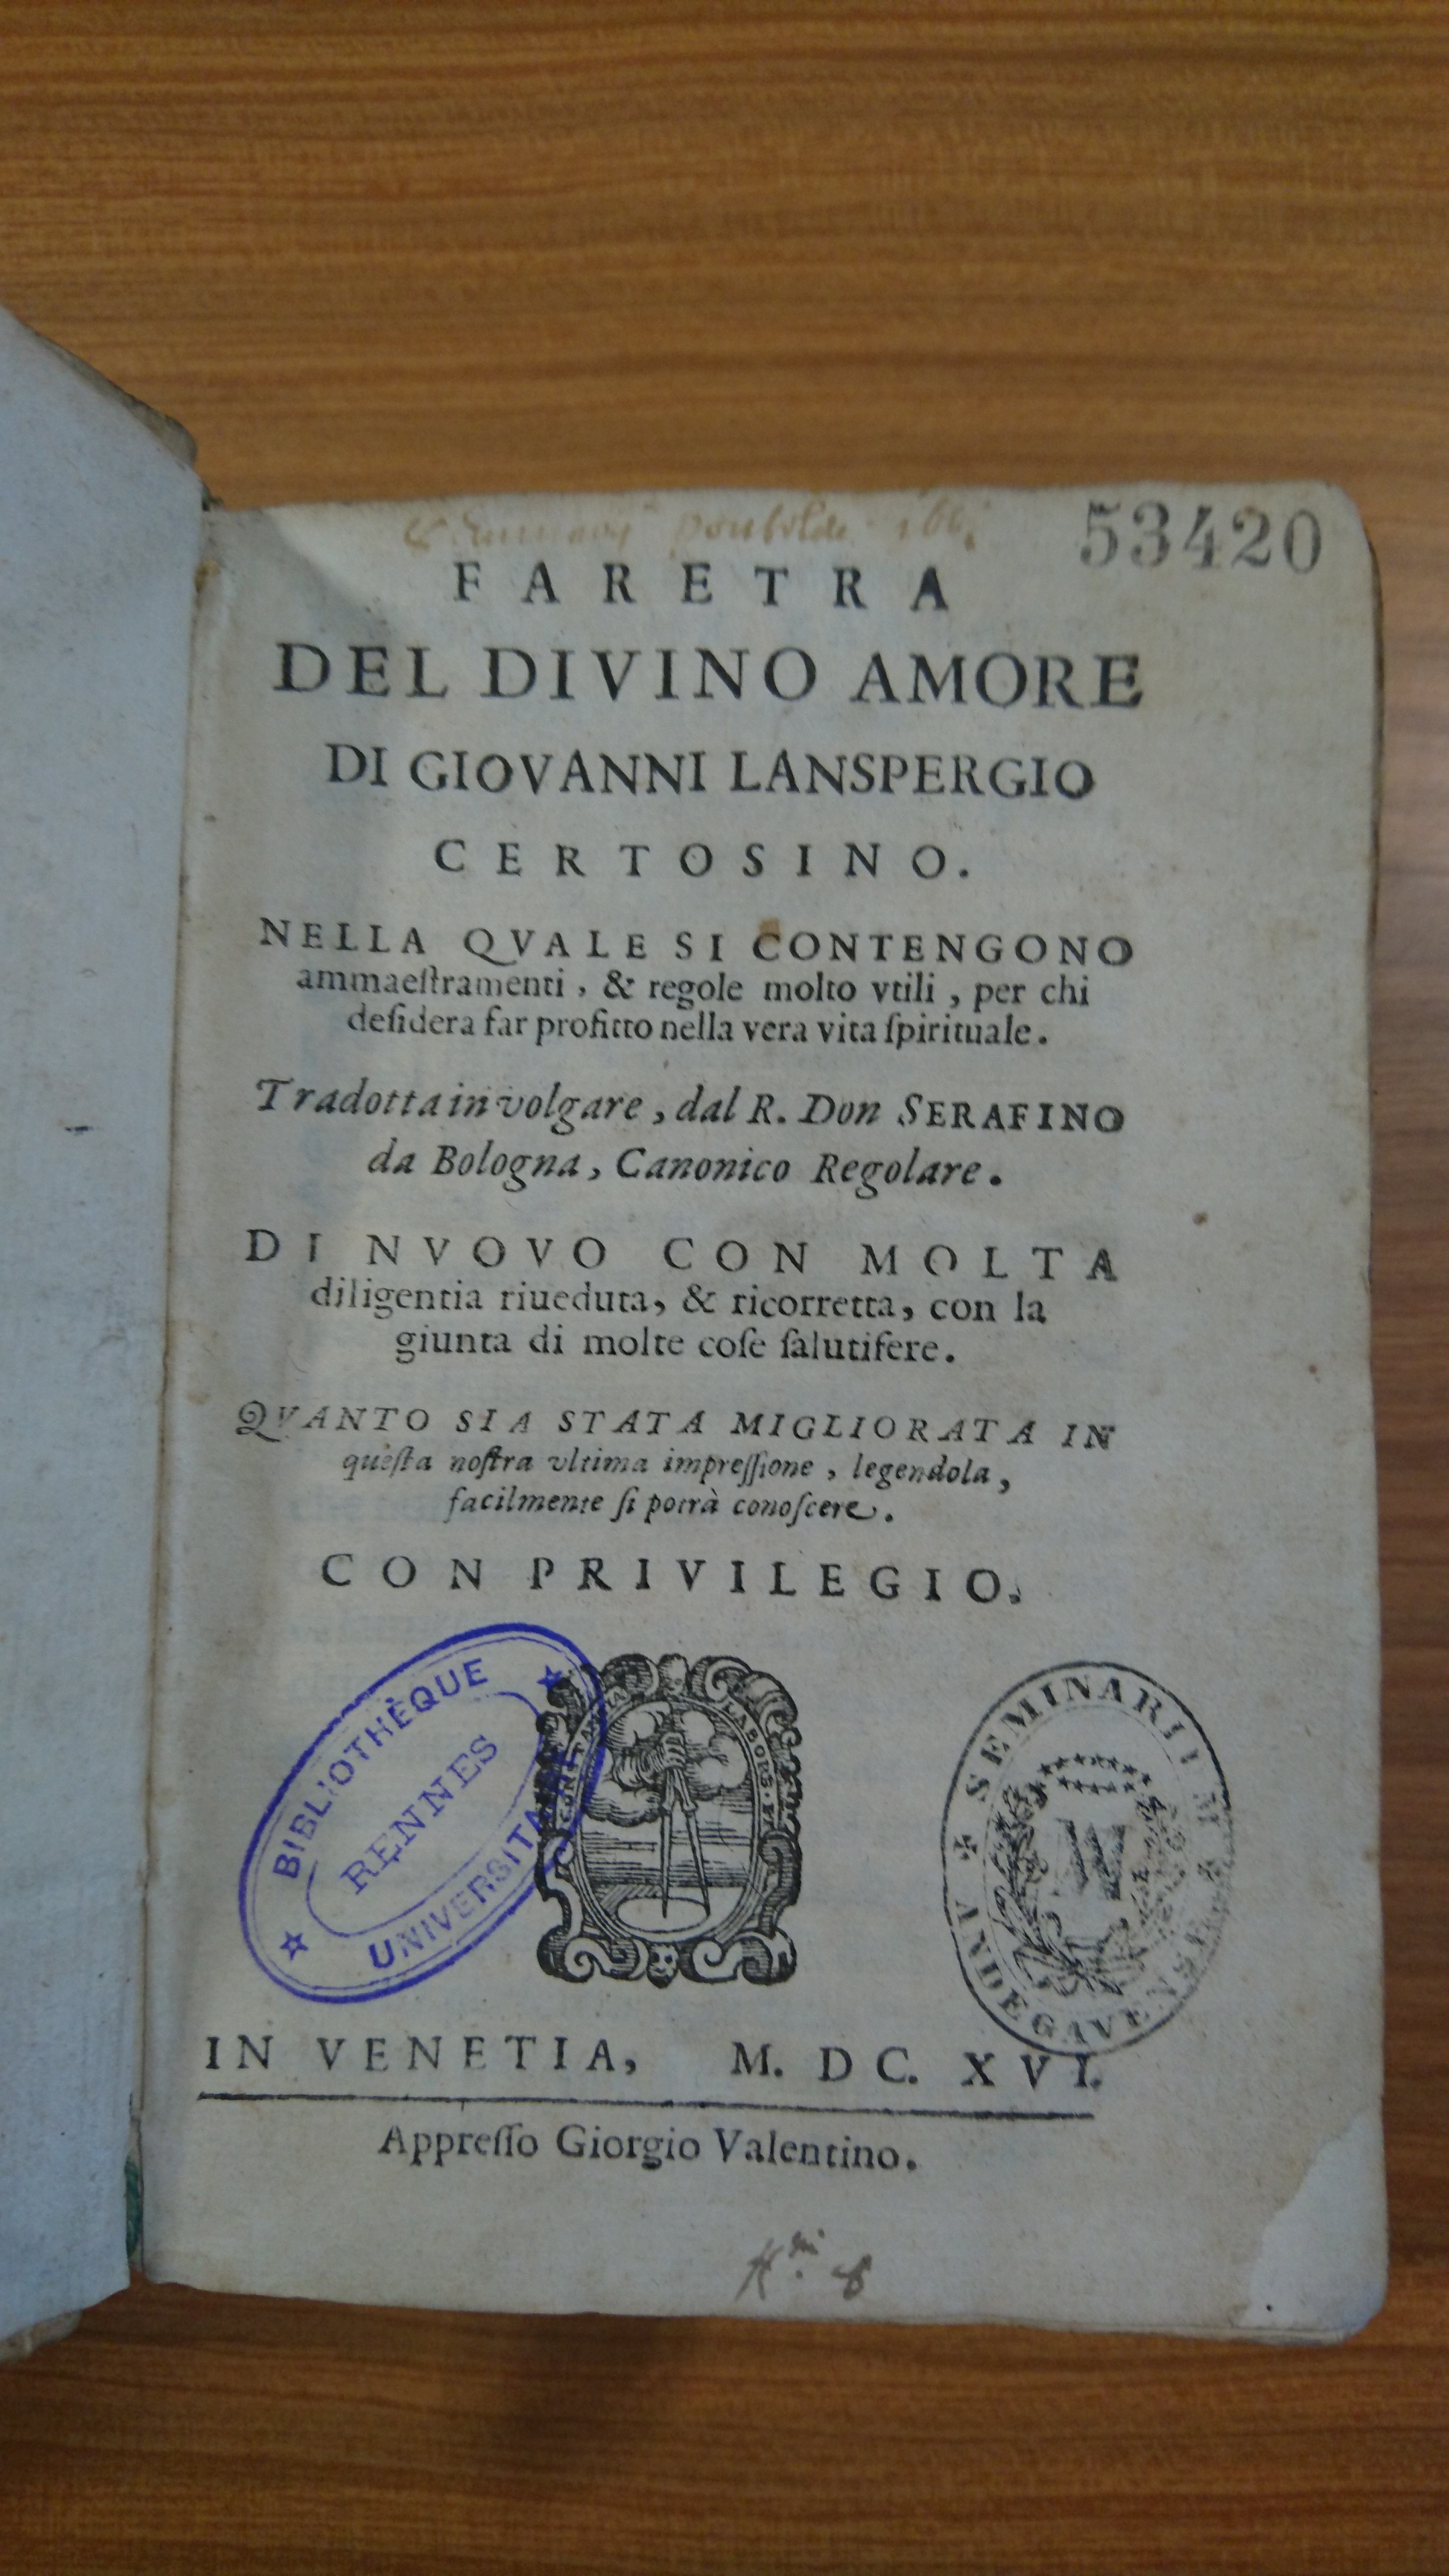 53420
FARETRA
DEL DIVINO AMORE
DI GIOVANNI LANSPERGIO
CERTOSINO.
NELLA QVALE SI CONTENGONO
ammaeſtramenti, & regole molto vtili, per chi
deſidera far profitto nella vera vita ſpirituale.
Tradotta in volgare, dal R. Don SERAFINO
da Bologna, Canonico Regolare.
DI NVOVO CON MOLTA
diligentia riueduta, & ricorretta, con la
giunta di molte coſe ſalutifere.
QVANTO SIA STATA MIGLIORATA IN
queſta noſtra vltima impreſſione, legendola,
facilmente ſi potrà conoſcere.
CON PRIVILEGIO.
BIBLIOTHÈQUE
RENNES
UNIVERSITAIRE
LABORE
SEMINARII
ANDEGAVENSIS
IN VENETIA, M. DC. XVI.
Appreſſo Giorgio Valentino.